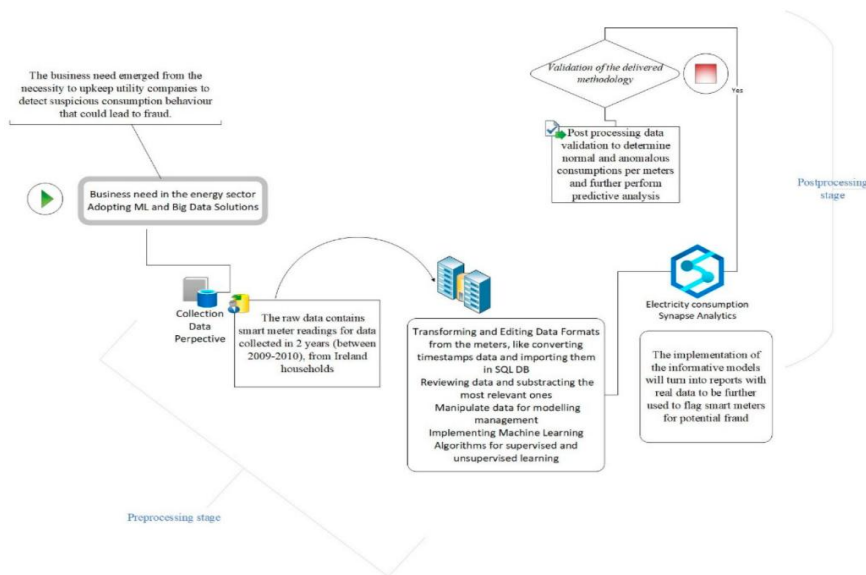 The business need emerged from the
necessity to upkeep utility companies to
detect suspicious consumption behaviour
that could lead to fraud.
Business need in the energy sector
Adopting ML and Big Data Solutions
Collection
Data
Perpective
The raw data contains
smart meter readings for data
collected in 2 years (between
2009-2010), from Ireland
households
Preprocessing stage
Transforming and Editing Data Formats
from the meters, like converting
timestamps data and importing them
in SQL DB
Reviewing data and substracting the
most relevant ones
Manipulate data for modelling
management
Implementing Machine Learning
Algorithms for supervised and
unsupervised learning
Electricity consumption
Synapse Analytics
The implementation of
the informative models
will turn into reports with
real data to be further
used to flag smart meters
for potential fraud
Validation of the delivered
methodology
Yes
Post processing data
validation to determine
normal and anomalous
consumptions per meters
and further perform
predictive analysis
Postprocessing
stage